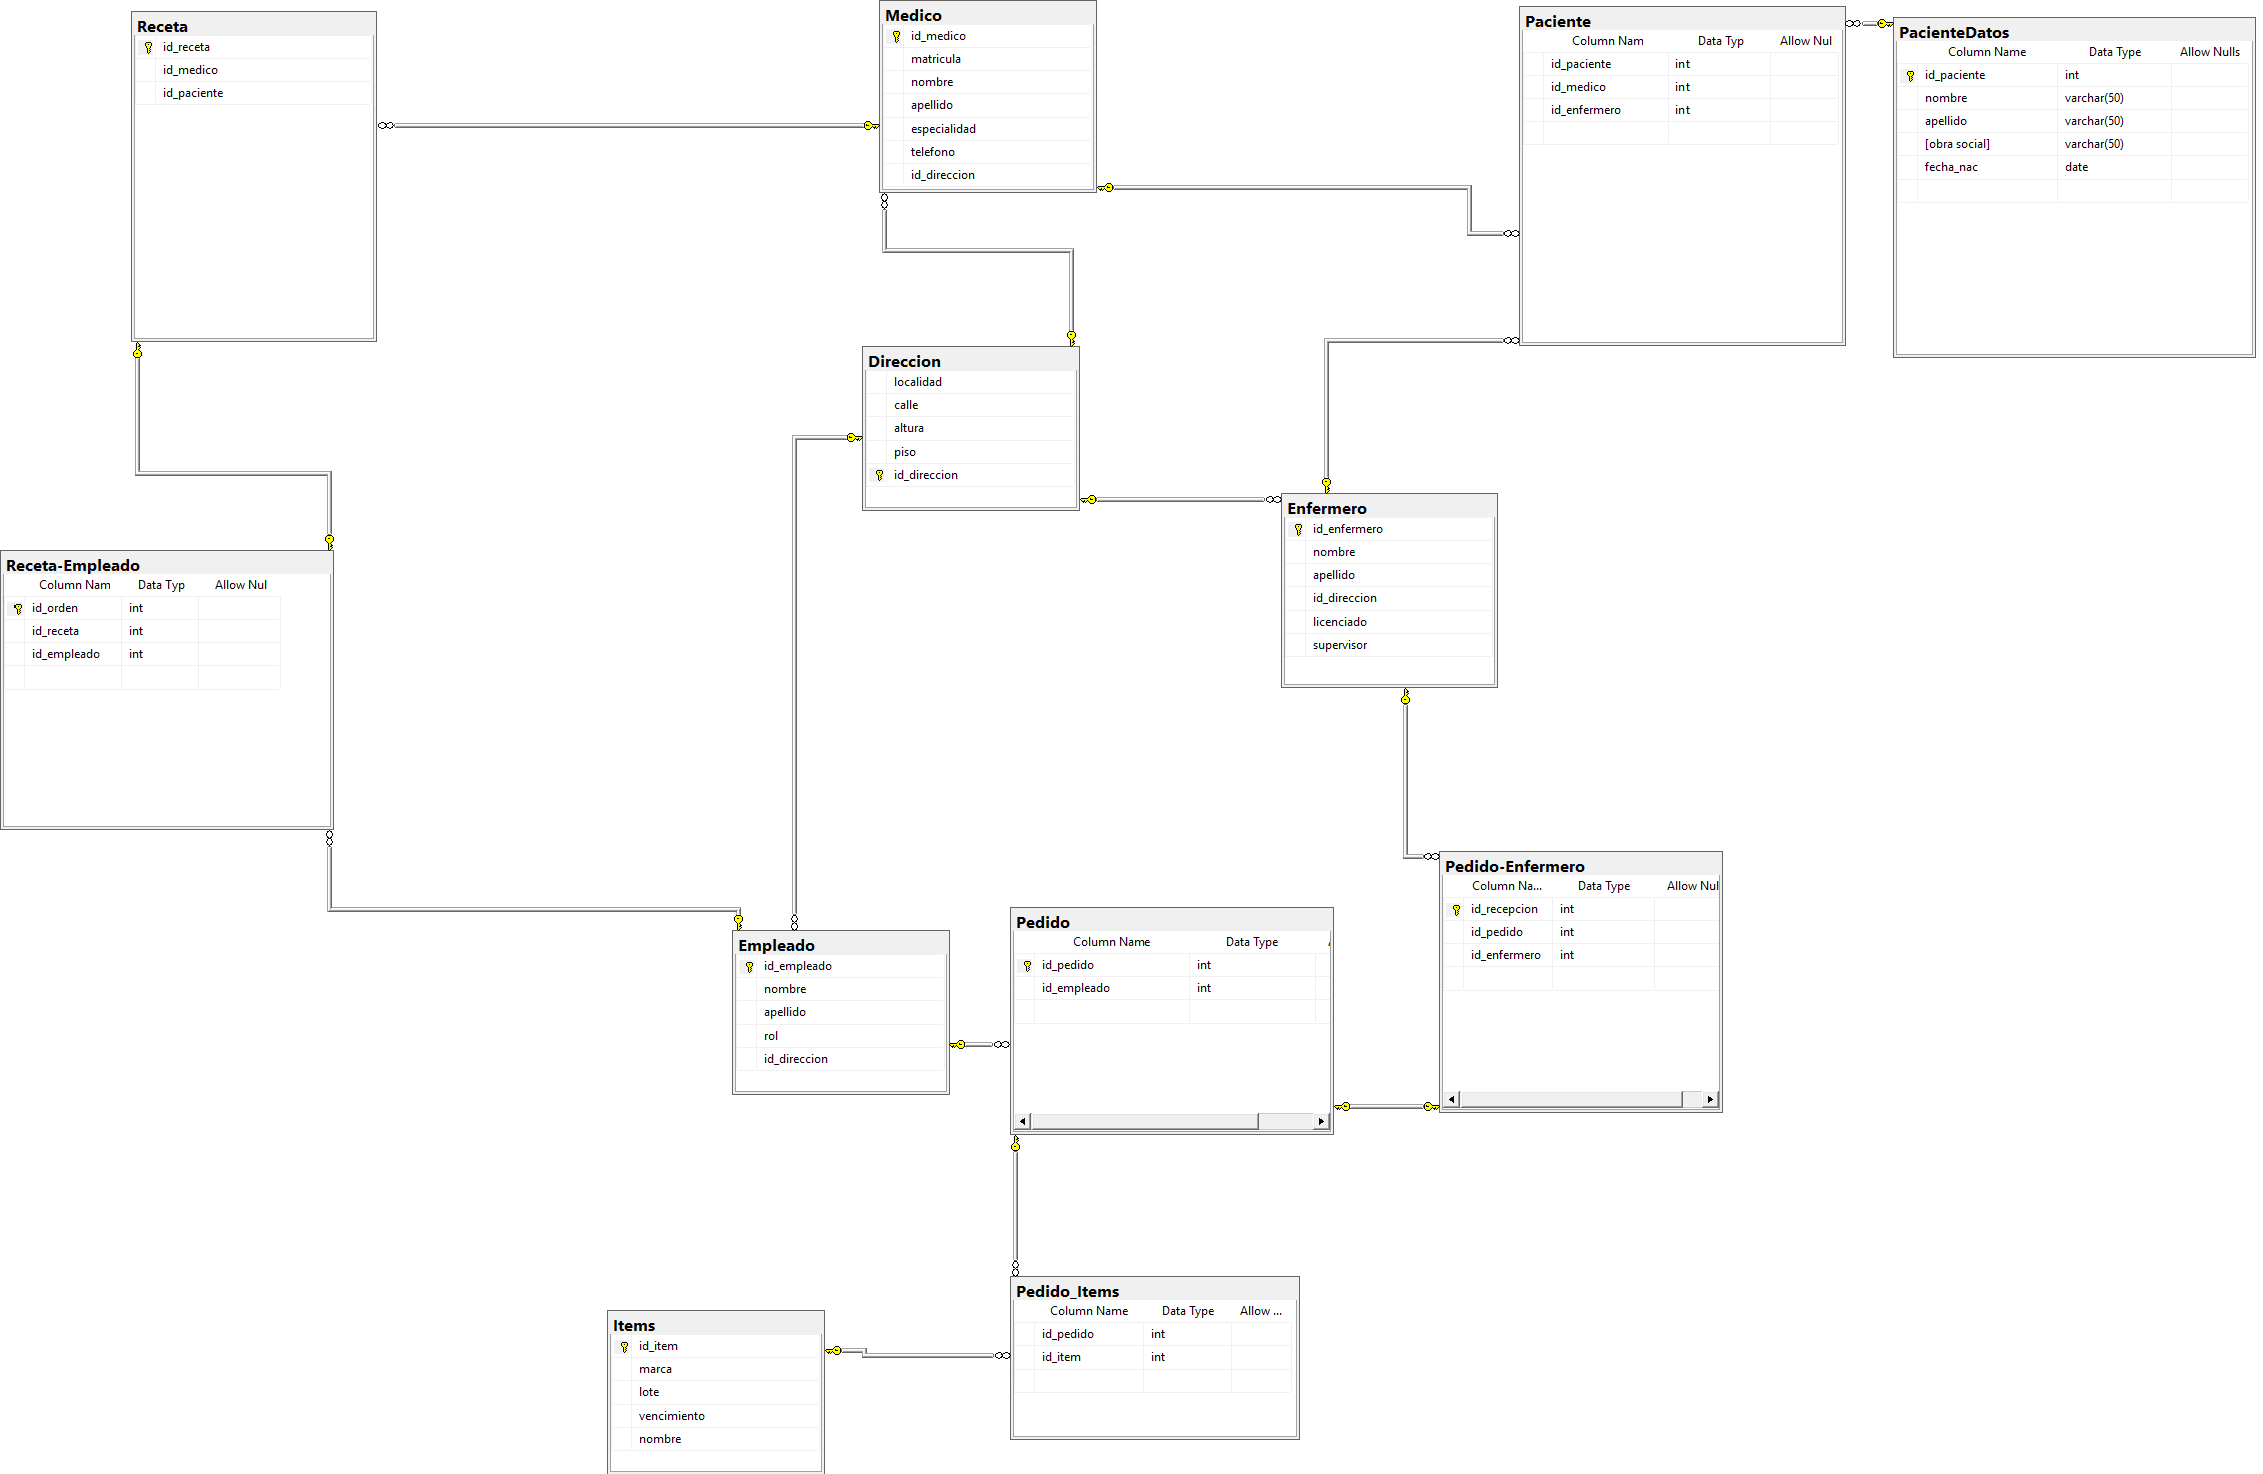 Receta
id_receta
id_medico
id_paciente
Medico
id_medico
matricula
nombre
apellido
especialidad
telefono
id_direccion
Paciente
Column Nam Data Typ Allow Nul
id_paciente int
id_medico int
id_enfermero int
PacienteDatos
Column Name Data Type Allow Nulls
id_paciente int
nombre varchar(50)
apellido varchar(50)
[obra social] varchar(50)
fecha_nac date
Direccion
localidad
calle
altura
piso
id_direccion
Enfermero
id_enfermero
nombre
apellido
id_direccion
licenciado
supervisor
Receta-Empleado
Column Nam Data Typ Allow Nul
id_orden int
id_receta int
id_empleado int
Pedido-Enfermero
Column Na... Data Type Allow Nul
id_recepcion int
id_pedido int
id_enfermero int
Empleado
id_empleado
nombre
apellido
rol
id_direccion
Pedido
Column Name Data Type
id_pedido int
id_empleado int
Pedido_Items
Column Name Data Type Allow ...
id_pedido int
id_item int
Items
id_item
marca
lote
vencimiento
nombre